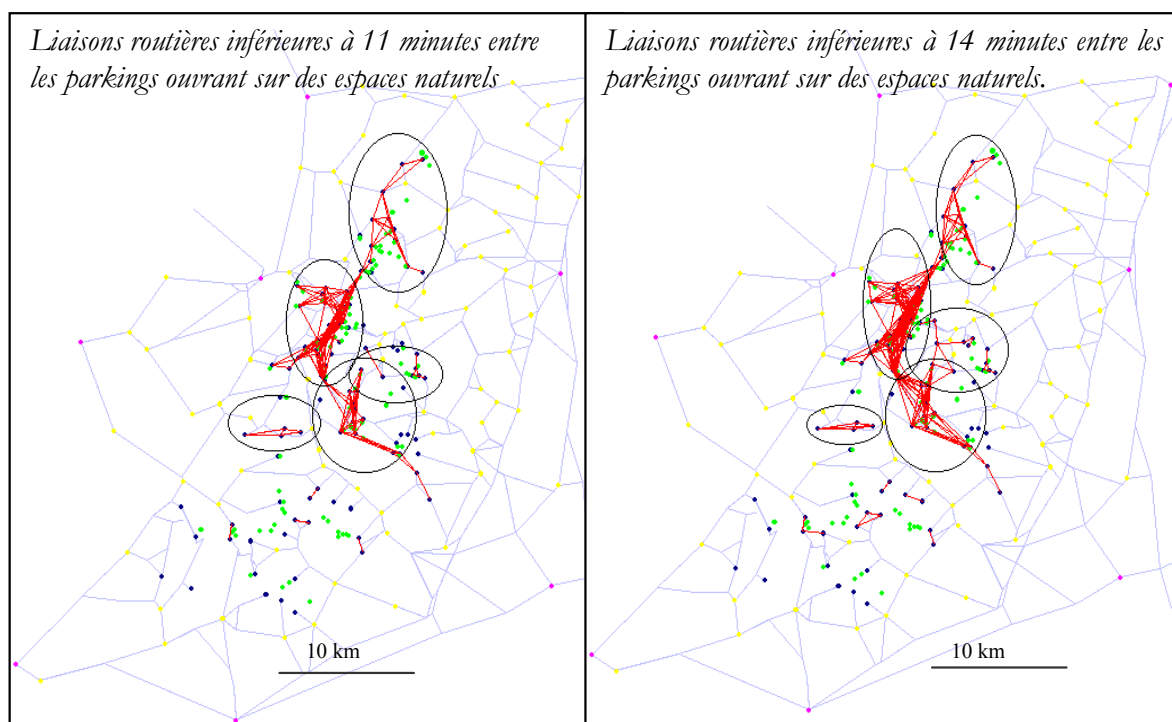 Liaisons routières inférieures à 11 minutes entre
les parkings ouvrant sur des espaces naturels
Liaisons routières inférieures à 14 minutes entre les
parkings ouvrant sur des espaces naturels.
10 km
10 km